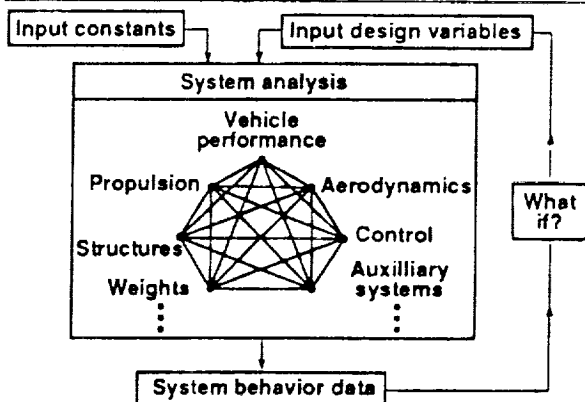 Input constants
Input design variables
System analysis
Vehicle
performance
Propulsion
Aerodynamics
Structures
Control
Weights
Auxilliary
systems
What
if?
System behavior data